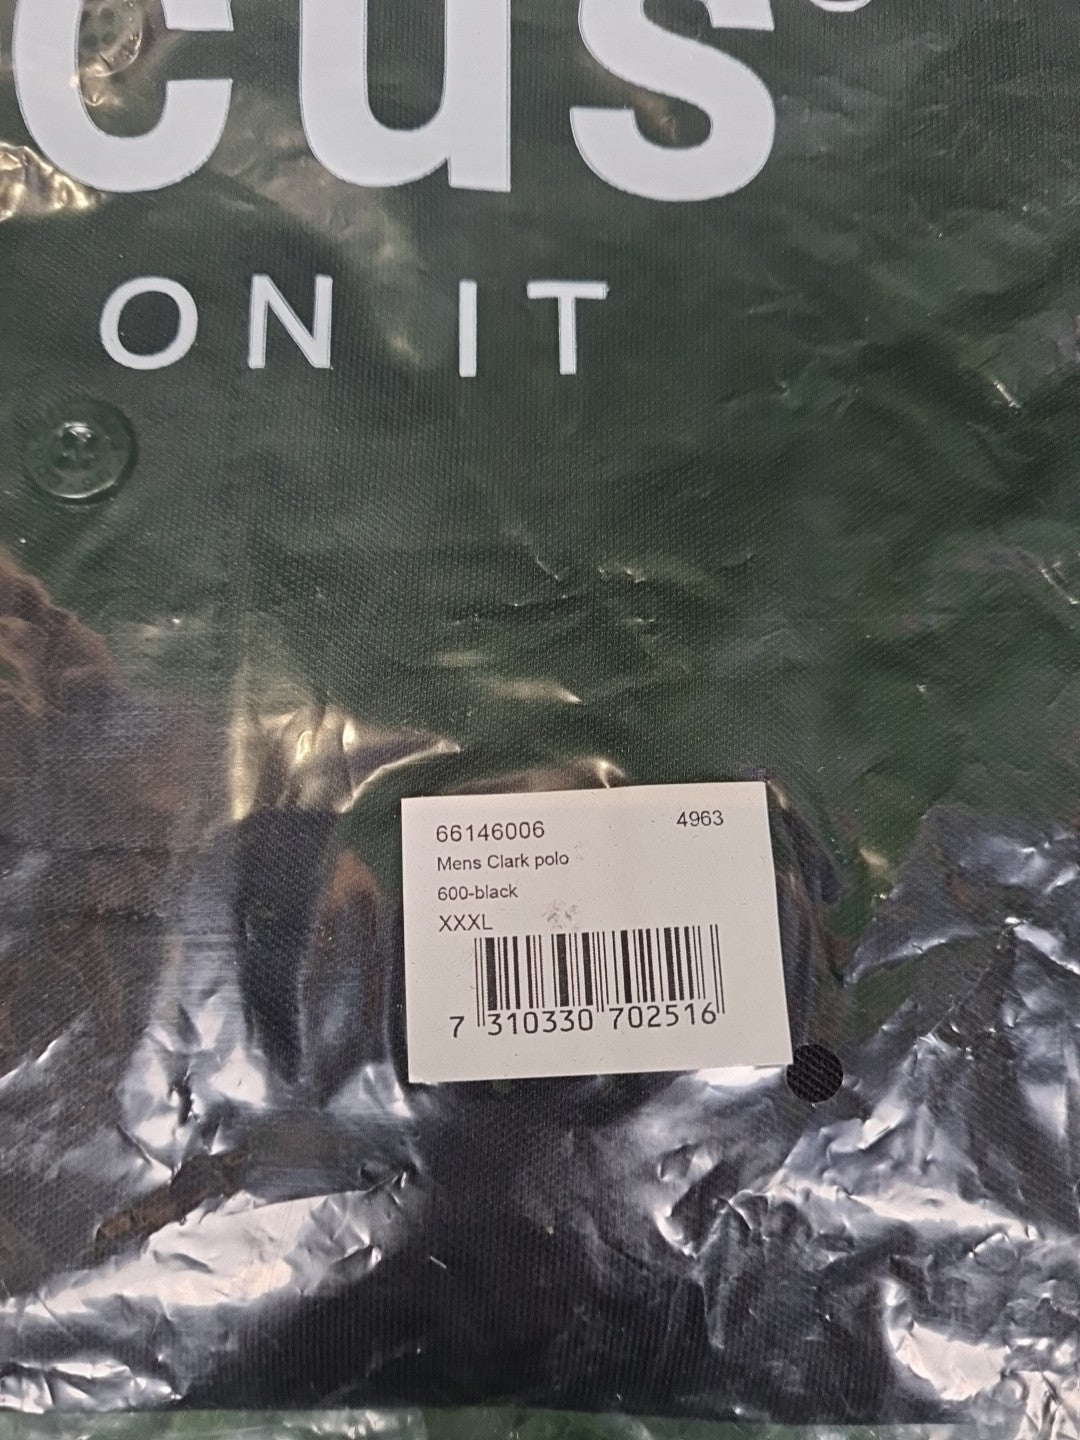 cus
ON IT
66146006 4963
Mens Clark polo
600-black
XXXL
7 310330 702516